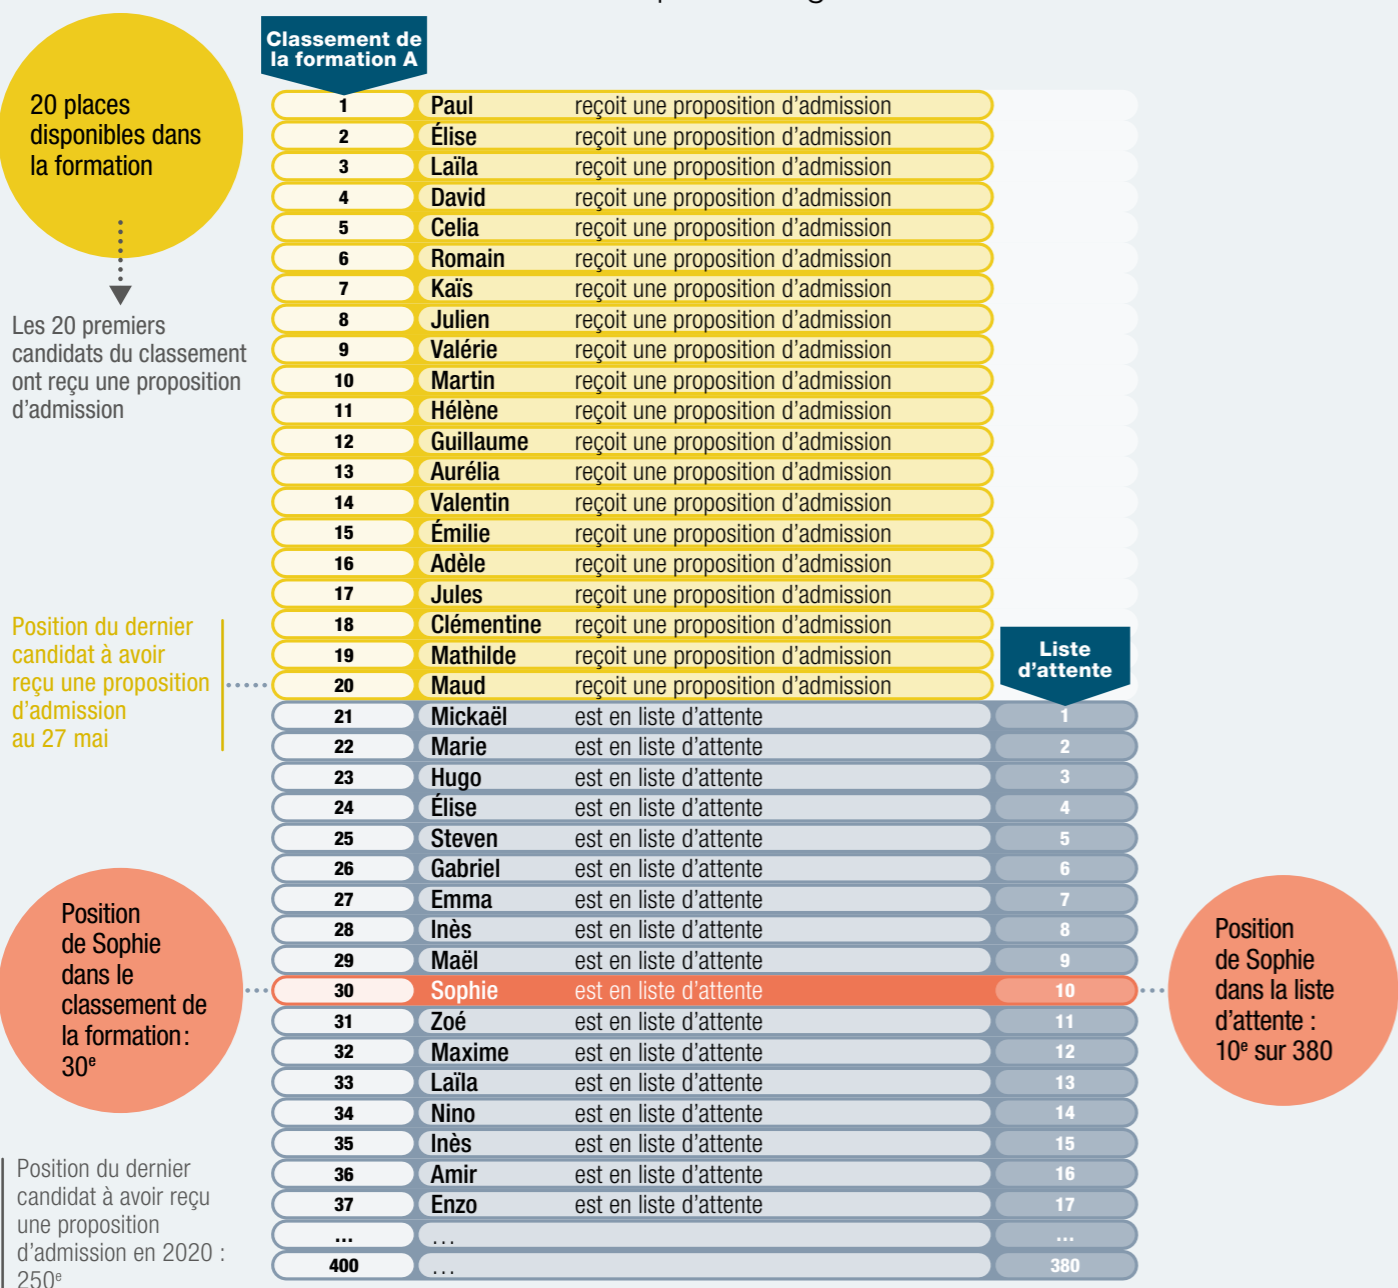 Classement de
la formation A
20 places
disponibles dans
la formation
Les 20 premiers
candidats du classement
ont reçu une proposition
d'admission
1 Paul reçoit une proposition d'admission
2 Élise reçoit une proposition d'admission
3 Laïla reçoit une proposition d'admission
4 David reçoit une proposition d'admission
5 Celia reçoit une proposition d'admission
6 Romain reçoit une proposition d'admission
7 Kaïs reçoit une proposition d'admission
8 Julien reçoit une proposition d'admission
9 Valérie reçoit une proposition d'admission
10 Martin reçoit une proposition d'admission
11 Hélène reçoit une proposition d'admission
12 Guillaume reçoit une proposition d'admission
13 Aurélia reçoit une proposition d'admission
14 Valentin reçoit une proposition d'admission
15 Émilie reçoit une proposition d'admission
16 Adèle reçoit une proposition d'admission
17 Jules reçoit une proposition d'admission
18 Clémentine reçoit une proposition d'admission
19 Mathilde reçoit une proposition d'admission
20 Maud reçoit une proposition d'admission
Position du dernier
candidat à avoir
reçu une proposition
d'admission
au 27 mai
Liste
d'attente
21 Mickaël est en liste d'attente 1
22 Marie est en liste d'attente 2
23 Hugo est en liste d'attente 3
24 Élise est en liste d'attente 4
25 Steven est en liste d'attente 5
26 Gabriel est en liste d'attente 6
27 Emma est en liste d'attente 7
28 Inès est en liste d'attente 8
29 Maël est en liste d'attente 9
30 Sophie est en liste d'attente 10
31 Zoé est en liste d'attente 11
32 Maxime est en liste d'attente 12
33 Laïla est en liste d'attente 13
34 Nino est en liste d'attente 14
35 Inès est en liste d'attente 15
36 Amir est en liste d'attente 16
37 Enzo est en liste d'attente 17
... ... ...
400 ... 380
Position
de Sophie
dans le
classement de
la formation :
30e
Position
de Sophie
dans la liste
d'attente :
10e sur 380
Position du dernier
candidat à avoir reçu
une proposition
d'admission en 2020 :
250e